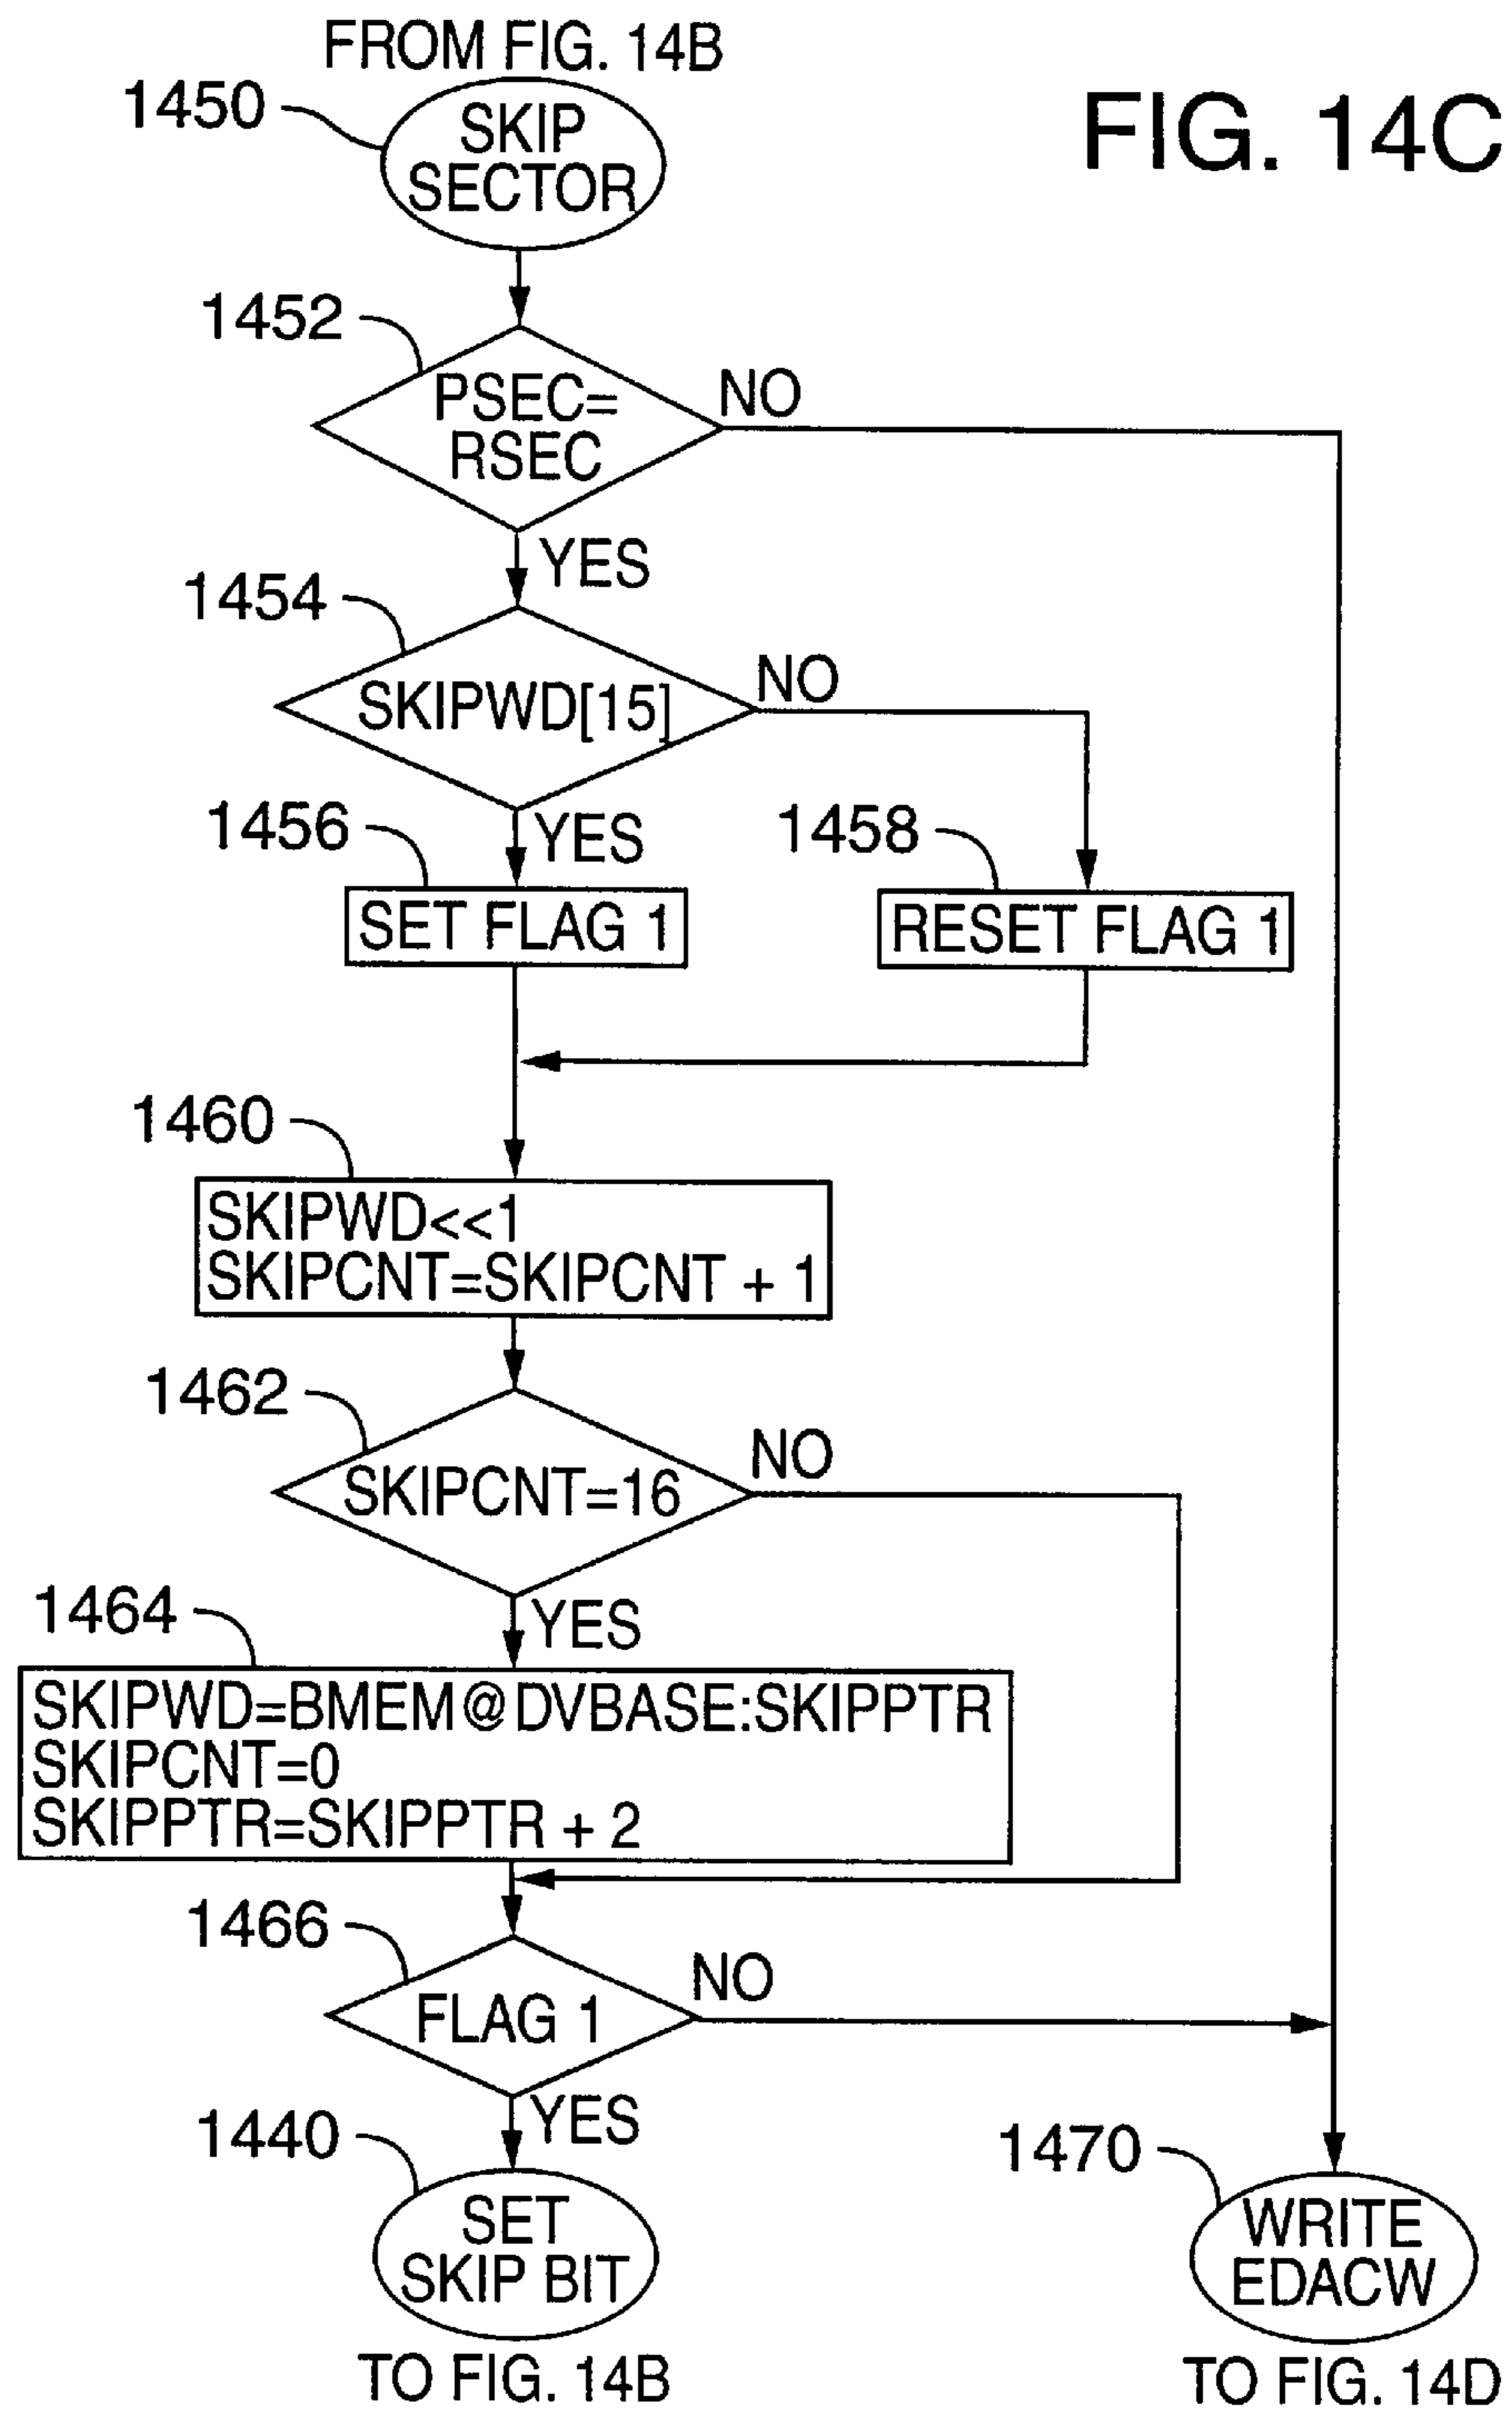 FROM FIG. 14B
FIG. 14C
1450
SKIP
SECTOR
1452
PSEC=
RSEC
NO
YES
1454
SKIPWD[15]
NO
YES
1456
SET FLAG 1
1458
RESET FLAG 1
1460
SKIPWD<<1
SKIPCNT=SKIPCNT + 1
1462
SKIPCNT=16
NO
YES
1464
SKIPWD=BMEM@DVBASE:SKIPPTR
SKIPCNT=0
SKIPPTR=SKIPPTR + 2
1466
FLAG 1
NO
YES
1440
SET
SKIP BIT
TO FIG. 14B
1470
WRITE
EDACW
TO FIG. 14D